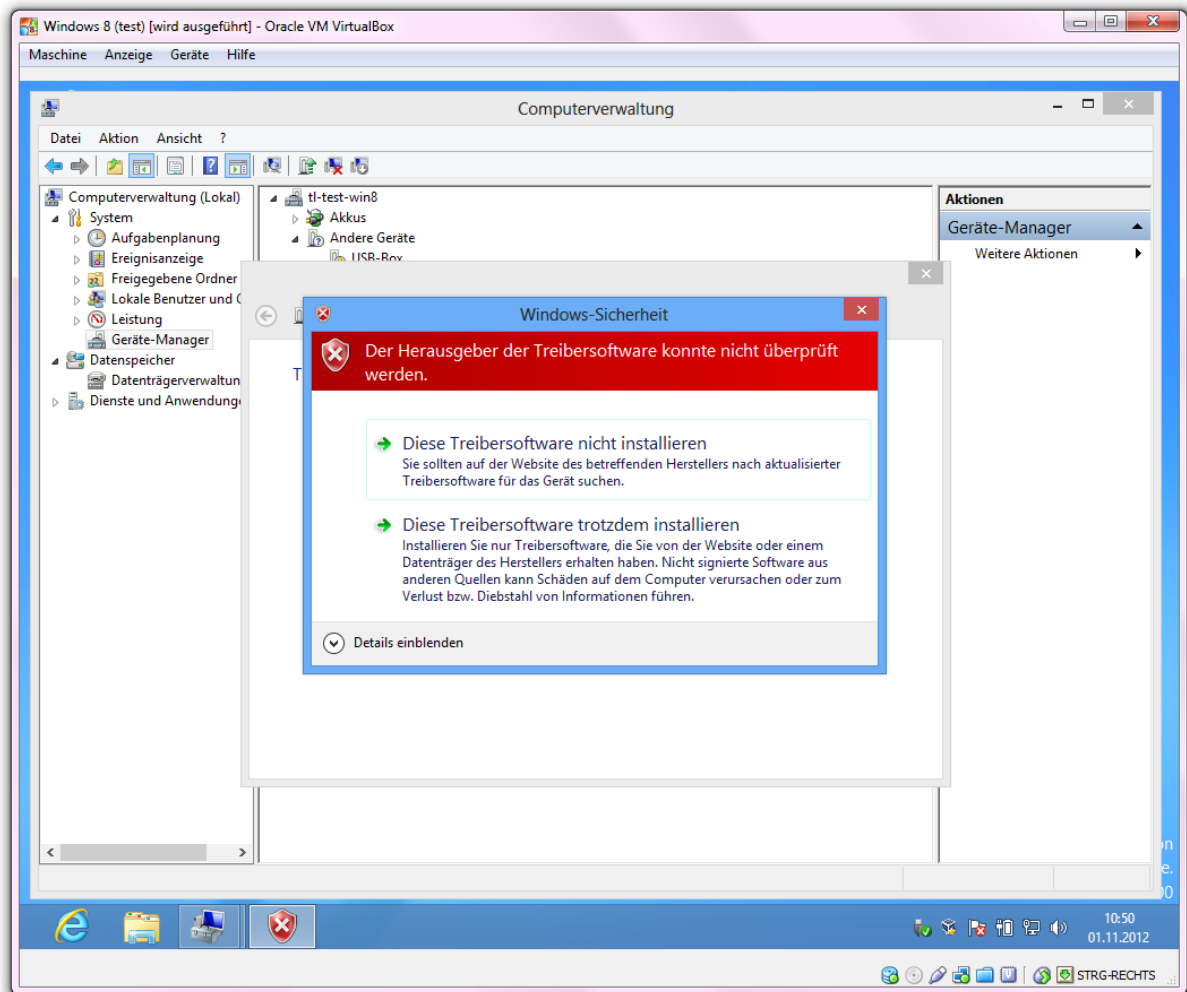 Windows 8 (test) [wird ausgeführt] - Oracle VM VirtualBox
Maschine Anzeige Geräte Hilfe
Computerverwaltung
Datei Aktion Ansicht ?
Computerverwaltung (Lokal)
System
Aufgabenplanung
Ereignisanzeige
Freigegebene Ordner
Lokale Benutzer und G
Leistung
Geräte-Manager
Datenspeicher
Datenträgerverwaltun
Dienste und Anwendunge
tl-test-win8
Akkus
Andere Geräte
USB-Box
Aktionen
Geräte-Manager
Weitere Aktionen
T
Windows-Sicherheit
Der Herausgeber der Treibersoftware konnte nicht überprüft
werden.
Diese Treibersoftware nicht installieren
Sie sollten auf der Website des betreffenden Herstellers nach aktualisierter
Treibersoftware für das Gerät suchen.
Diese Treibersoftware trotzdem installieren
Installieren Sie nur Treibersoftware, die Sie von der Website oder einem
Datenträger des Herstellers erhalten haben. Nicht signierte Software aus
anderen Quellen kann Schäden auf dem Computer verursachen oder zum
Verlust bzw. Diebstahl von Informationen führen.
Details einblenden
n
e.
00
10:50
01.11.2012
STRG-RECHTS